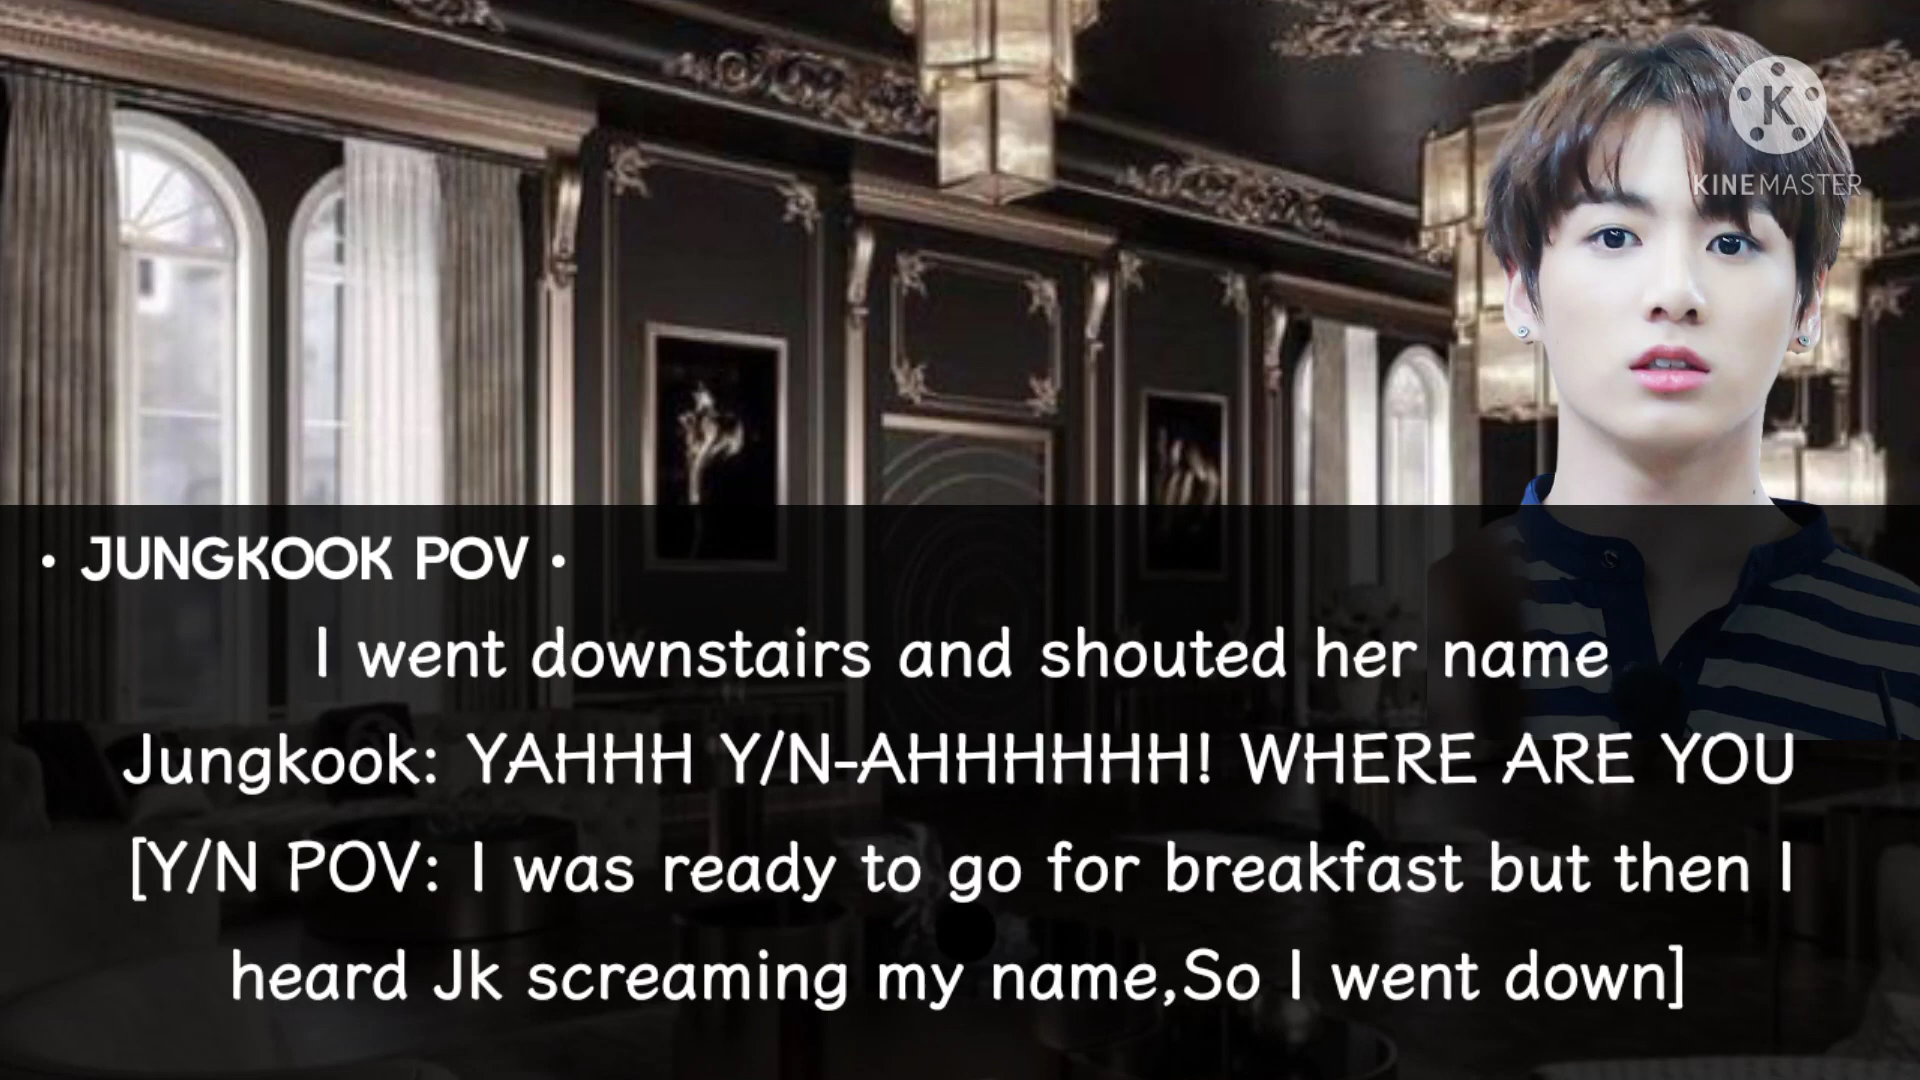 KINEMASTER
• JUNGKOOK POV •
I went downstairs and shouted her name
Jungkook: YAHHH Y/N-AHHHHHH! WHERE ARE YOU
[Y/N POV: I was ready to go for breakfast but then I
heard Jk screaming my name,So I went down]